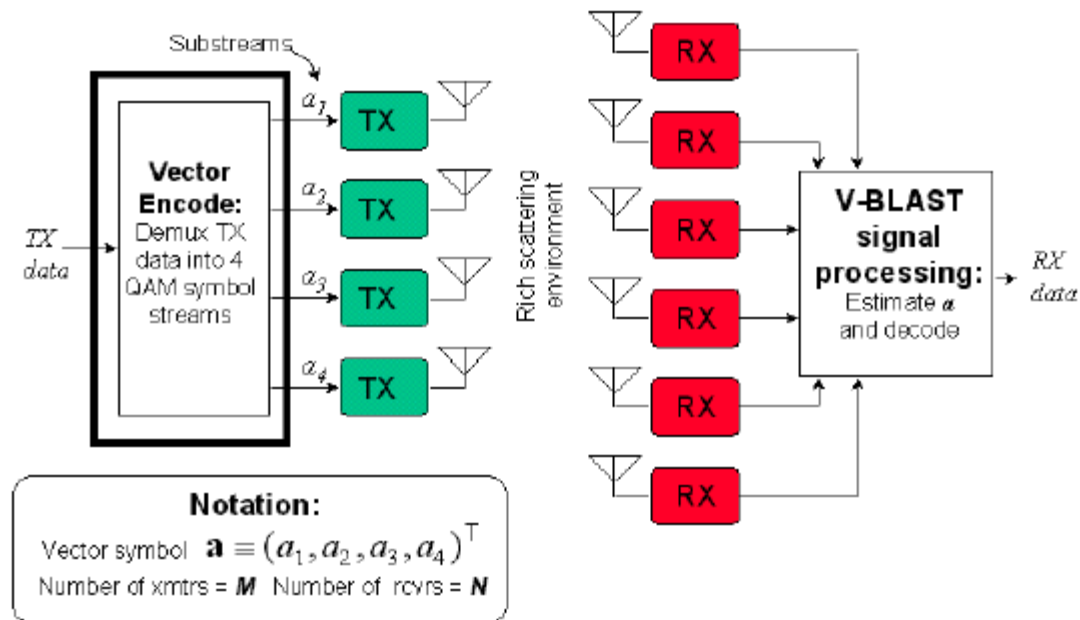 Substreams
TX
data
Vector
Encode:
Demux TX
data into 4
QAM symbol
streams
a1
TX
a2
TX
a3
TX
a4
TX
Rich scattering
environment
RX
RX
RX
RX
RX
RX
V-BLAST
signal
processing:
Estimate a
and decode
RX
data
Notation:
Vector symbol a ≡ (a1, a2, a3, a4)T
Number of xmtrs = M Number of rcvrs = N